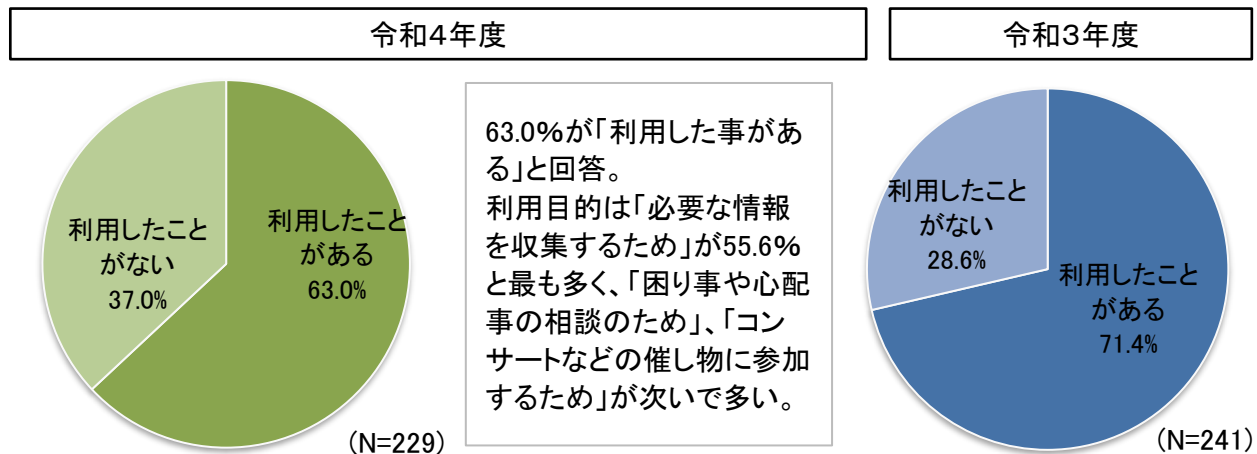 令和４年度
利用したこと
がない
37.0%
利用したこと
がある
63.0%
(N=229)
63.0%が「利用した事があ
る」と回答。
利用目的は「必要な情報
を収集するため」が55.6%
と最も多く、「困り事や心配
事の相談のため」、「コン
サートなどの催し物に参加
するため」が次いで多い。
令和３年度
利用したこと
がない
28.6%
利用したこと
がある
71.4%
(N=241)